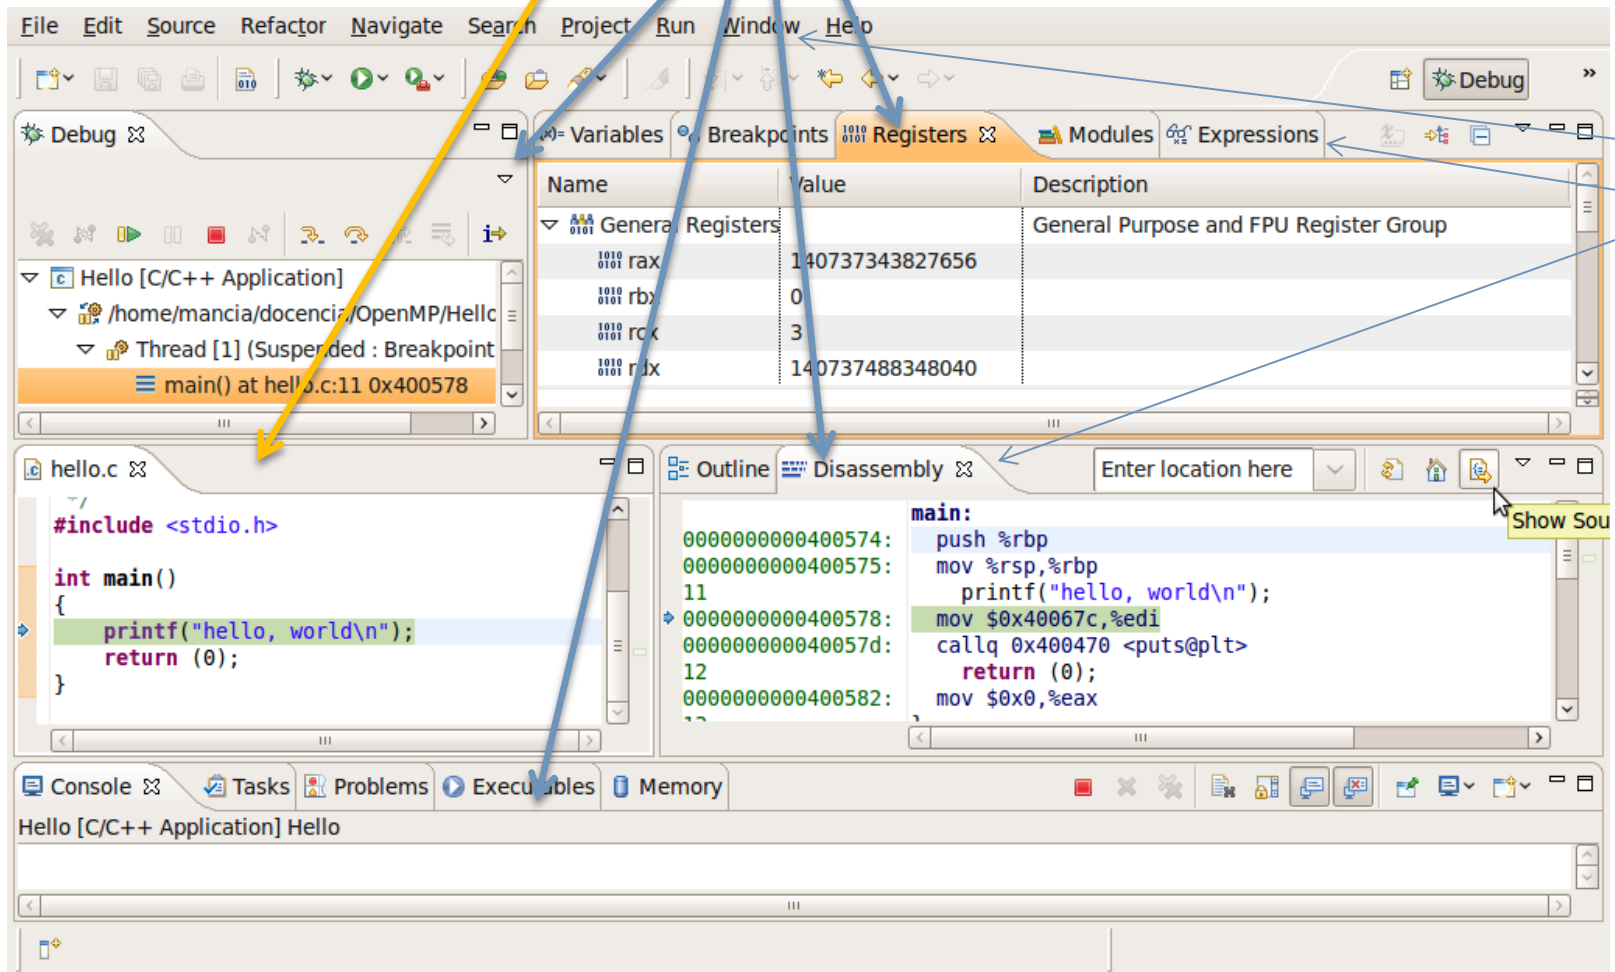 File Edit Source Refactor Navigate Search Project Run Window Help
Debug »
Debug
(x)= Variables Breakpoints Registers Modules Expressions
Name Value Description
General Registers General Purpose and FPU Register Group
rax 140737343827656
rbx 0
rcx 3
rdx 140737488348040
Hello [C/C++ Application]
/home/mancia/docencia/OpenMP/Hello
Thread [1] (Suspended : Breakpoint
main() at hello.c:11 0x400578
hello.c
*/
#include <stdio.h>
int main()
{
printf("hello, world\n");
return (0);
}
Outline Disassembly Enter location here
Show Sou
main:
0000000000400574: push %rbp
0000000000400575: mov %rsp,%rbp
11 printf("hello, world\n");
0000000000400578: mov $0x40067c,%edi
000000000040057d: callq 0x400470 <puts@plt>
12 return (0);
0000000000400582: mov $0x0,%eax
Console Tasks Problems Executables Memory
Hello [C/C++ Application] Hello